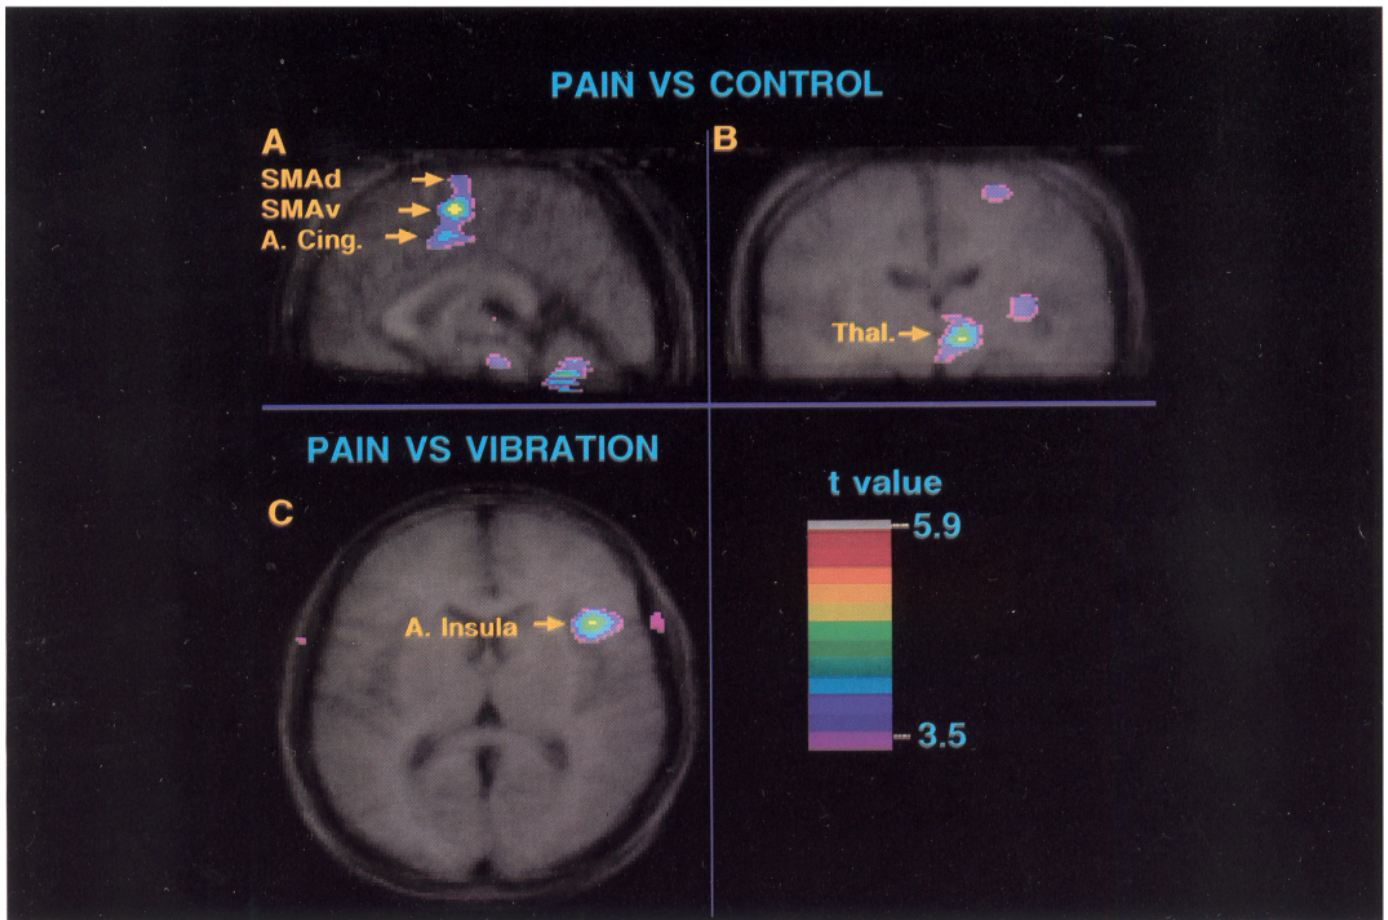 PAIN VS CONTROL
A
SMAd
SMAv
A. Cing.
B
Thal.
PAIN VS VIBRATION
C
A. Insula
t value
5.9
3.5